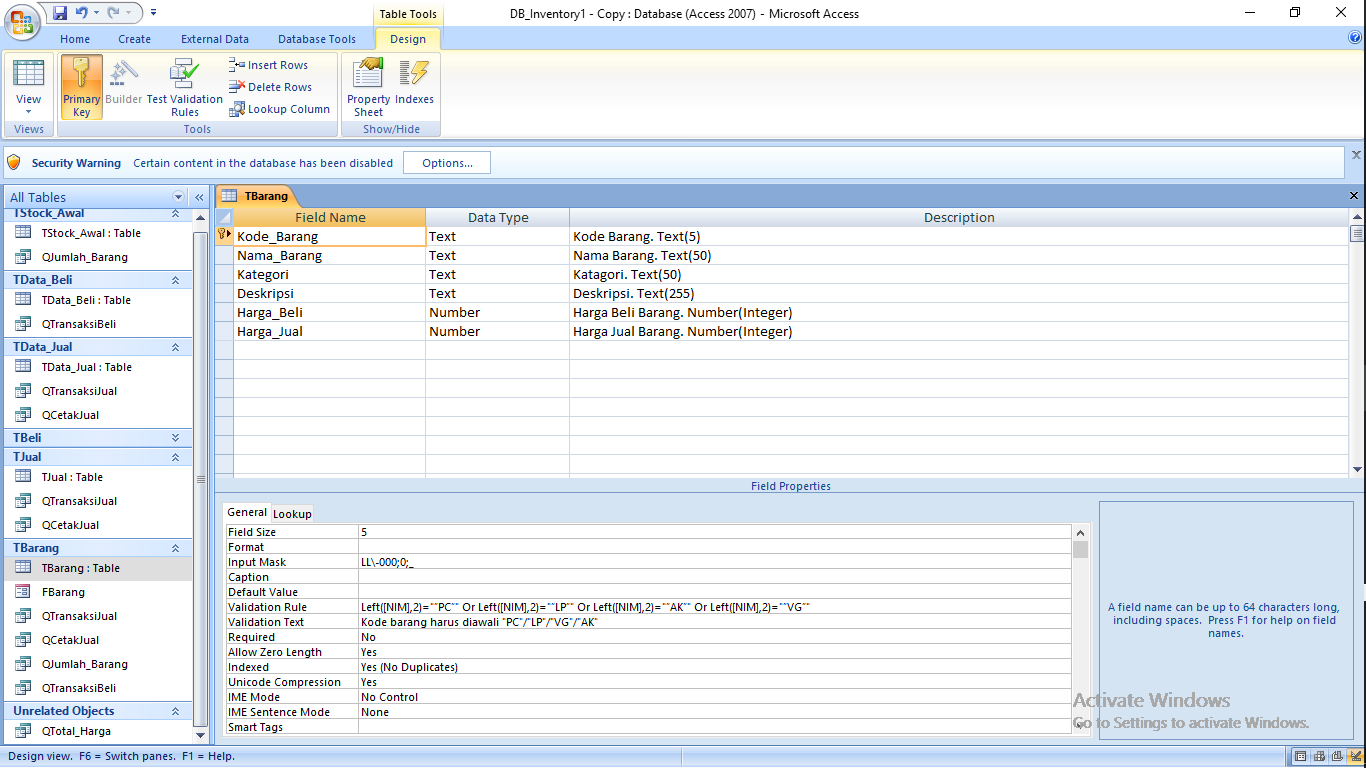 Table Tools
DB_Inventory1 - Copy : Database (Access 2007) - Microsoft Access
Home Create External Data Database Tools Design
View
Primary Key
Builder
Test Validation Rules
Insert Rows
Delete Rows
Lookup Column
Property Sheet
Indexes
Views Tools Show/Hide
Security Warning Certain content in the database has been disabled Options...
All Tables
TStock_Awal
TStock_Awal : Table
QJumlah_Barang
TData_Beli
TData_Beli : Table
QTransaksiBeli
TData_Jual
TData_Jual : Table
QTransaksiJual
QCetakJual
TBeli
TJual
TJual : Table
QTransaksiJual
QCetakJual
TBarang
TBarang : Table
FBarang
QTransaksiJual
QCetakJual
QJumlah_Barang
QTransaksiBeli
Unrelated Objects
QTotal_Harga
TBarang
Field Name Data Type Description
Kode_Barang Text Kode Barang. Text(5)
Nama_Barang Text Nama Barang. Text(50)
Kategori Text Katagori. Text(50)
Deskripsi Text Deskripsi. Text(255)
Harga_Beli Number Harga Beli Barang. Number(Integer)
Harga_Jual Number Harga Jual Barang. Number(Integer)
Field Properties
General Lookup
Field Size 5
Format
Input Mask LL\-000;0;_
Caption
Default Value
Validation Rule Left([NIM],2)=""PC"" Or Left([NIM],2)=""LP"" Or Left([NIM],2)=""AK"" Or Left([NIM],2)=""VG""
Validation Text Kode barang harus diawali "PC"/"LP"/"VG"/"AK"
Required No
Allow Zero Length Yes
Indexed Yes (No Duplicates)
Unicode Compression Yes
IME Mode No Control
IME Sentence Mode None
Smart Tags
A field name can be up to 64 characters long,
including spaces. Press F1 for help on field
names.
Activate Windows
Go to Settings to activate Windows.
Design view. F6 = Switch panes. F1 = Help.